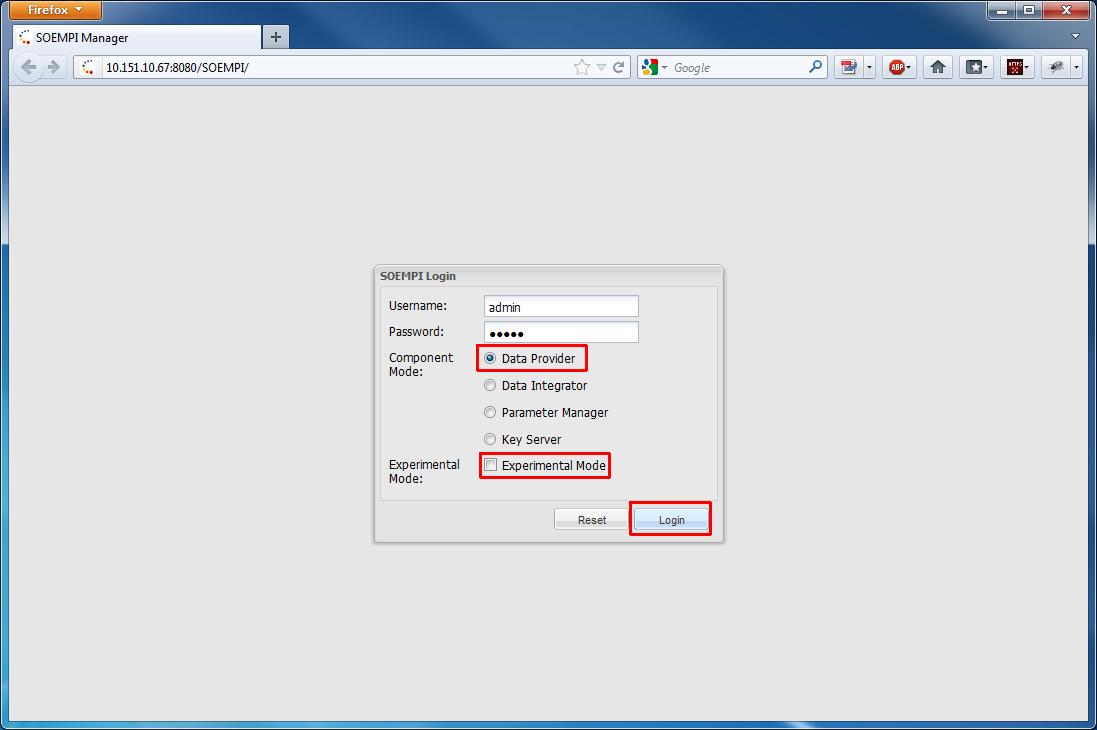 Firefox
SOEMPI Manager
10.151.10.67:8080/SOEMPI/
Google
ABP
HTTPS
SOEMPI Login
Username:
admin
Password:
•••••
Component Mode:
Data Provider
Data Integrator
Parameter Manager
Key Server
Experimental Mode:
Experimental Mode
Reset
Login